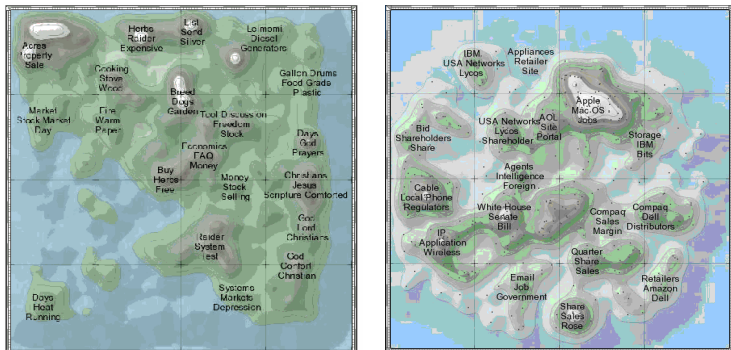 Acres
Property
Sale
Herbs
Raider
Expensive
List
Send
Silver
Leimomi
Diesel
Generators
Cooking
Stove
Wood
Gallon Drums
Food Grade
Plastic
Breed
Dogs
Garden
Market
Stock Market
Day
Fire
Warm
Paper
Tool Discussion
Freedom
Stock
Days
God
Prayers
Economics
FAQ
Money
Buy
Herbs
Free
Money
Stock
Selling
Christians
Jesus
Scripture Comforted
God
Lord
Christians
Raider
System
Test
God
Confort
Christian
Systems
Markets
Depression
Days
Heat
Running
IBM
USA Networks
Lycos
Appliances
Retailer
Site
Apple
Mac OS
Jobs
USA Networks
Lycos
Shareholder
AOL
Site
Portal
Bid
Shareholders
Share
Storage
IBM
Bits
Agents
Intelligence
Foreign
Cable
Local Phone
Regulators
White House
Senate
Bill
Compaq
Sales
Margin
Compaq
Dell
Distributors
IP
Application
Wireless
Quarter
Share
Sales
Email
Job
Government
Retailers
Amazon
Dell
Share
Sales
Rose